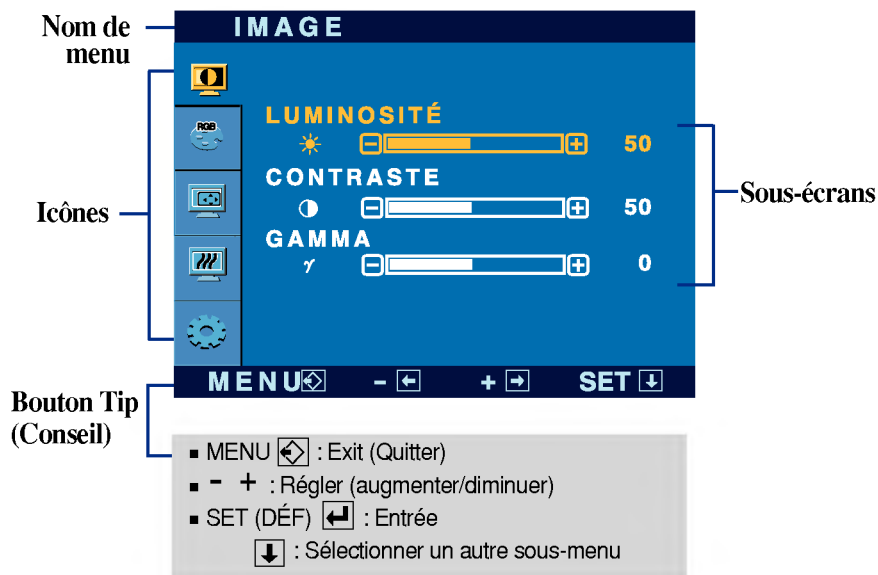 Nom de
menu
IMAGE
RGB
LUMINOSITÉ
50
CONTRASTE
50
GAMMA
γ
0
Icônes
Sous-écrans
MENU - + SET
Bouton Tip
(Conseil)
▪ MENU : Exit (Quitter)
▪ - + : Régler (augmenter/diminuer)
▪ SET (DÉF) : Entrée
: Sélectionner un autre sous-menu